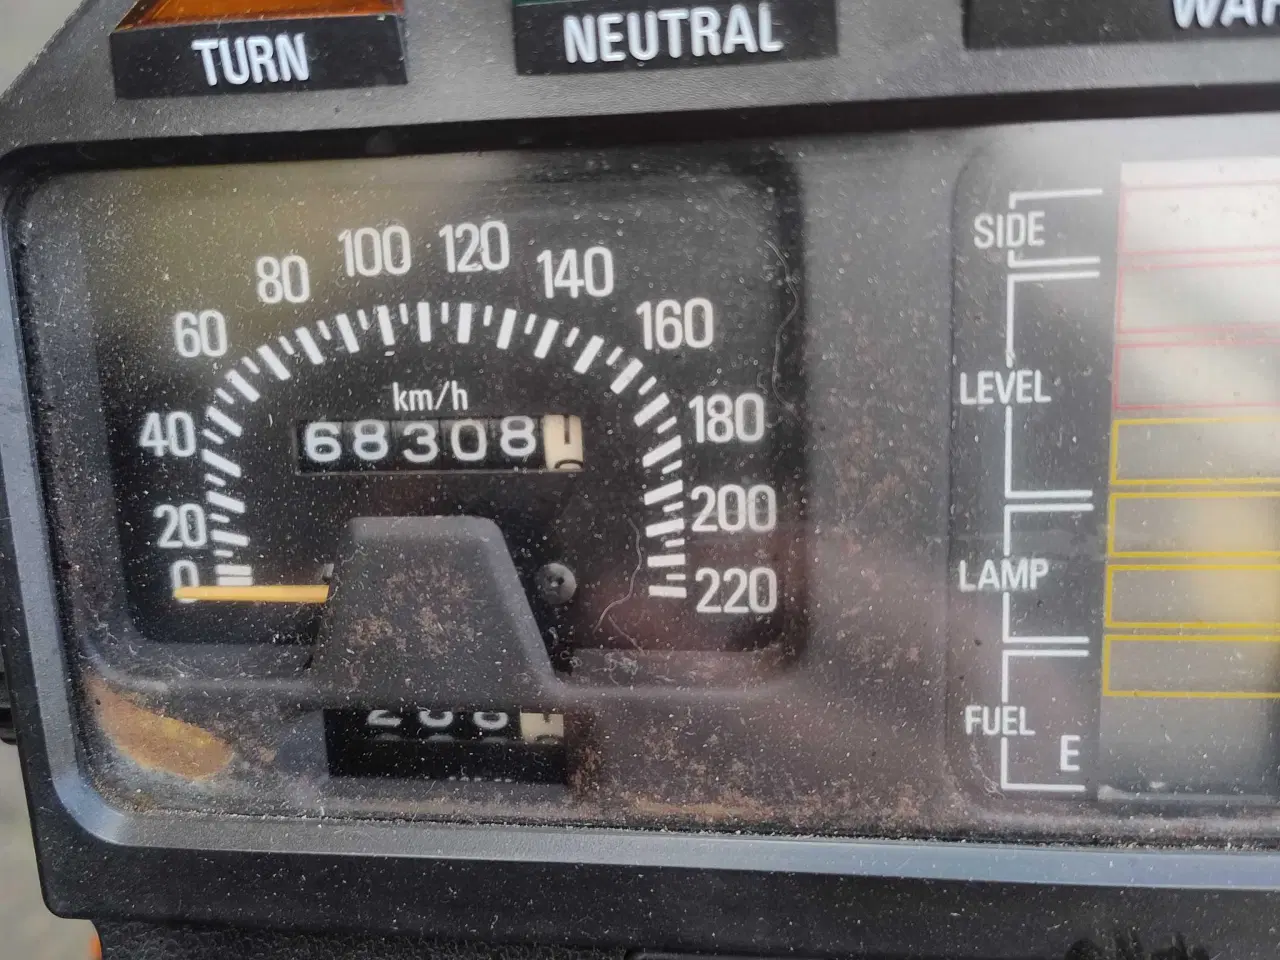 TURN
NEUTRAL
100 120
80 140
60 160
km/h
40 180
68308
20 200
0 220
SIDE
LEVEL
LAMP
FUEL
E